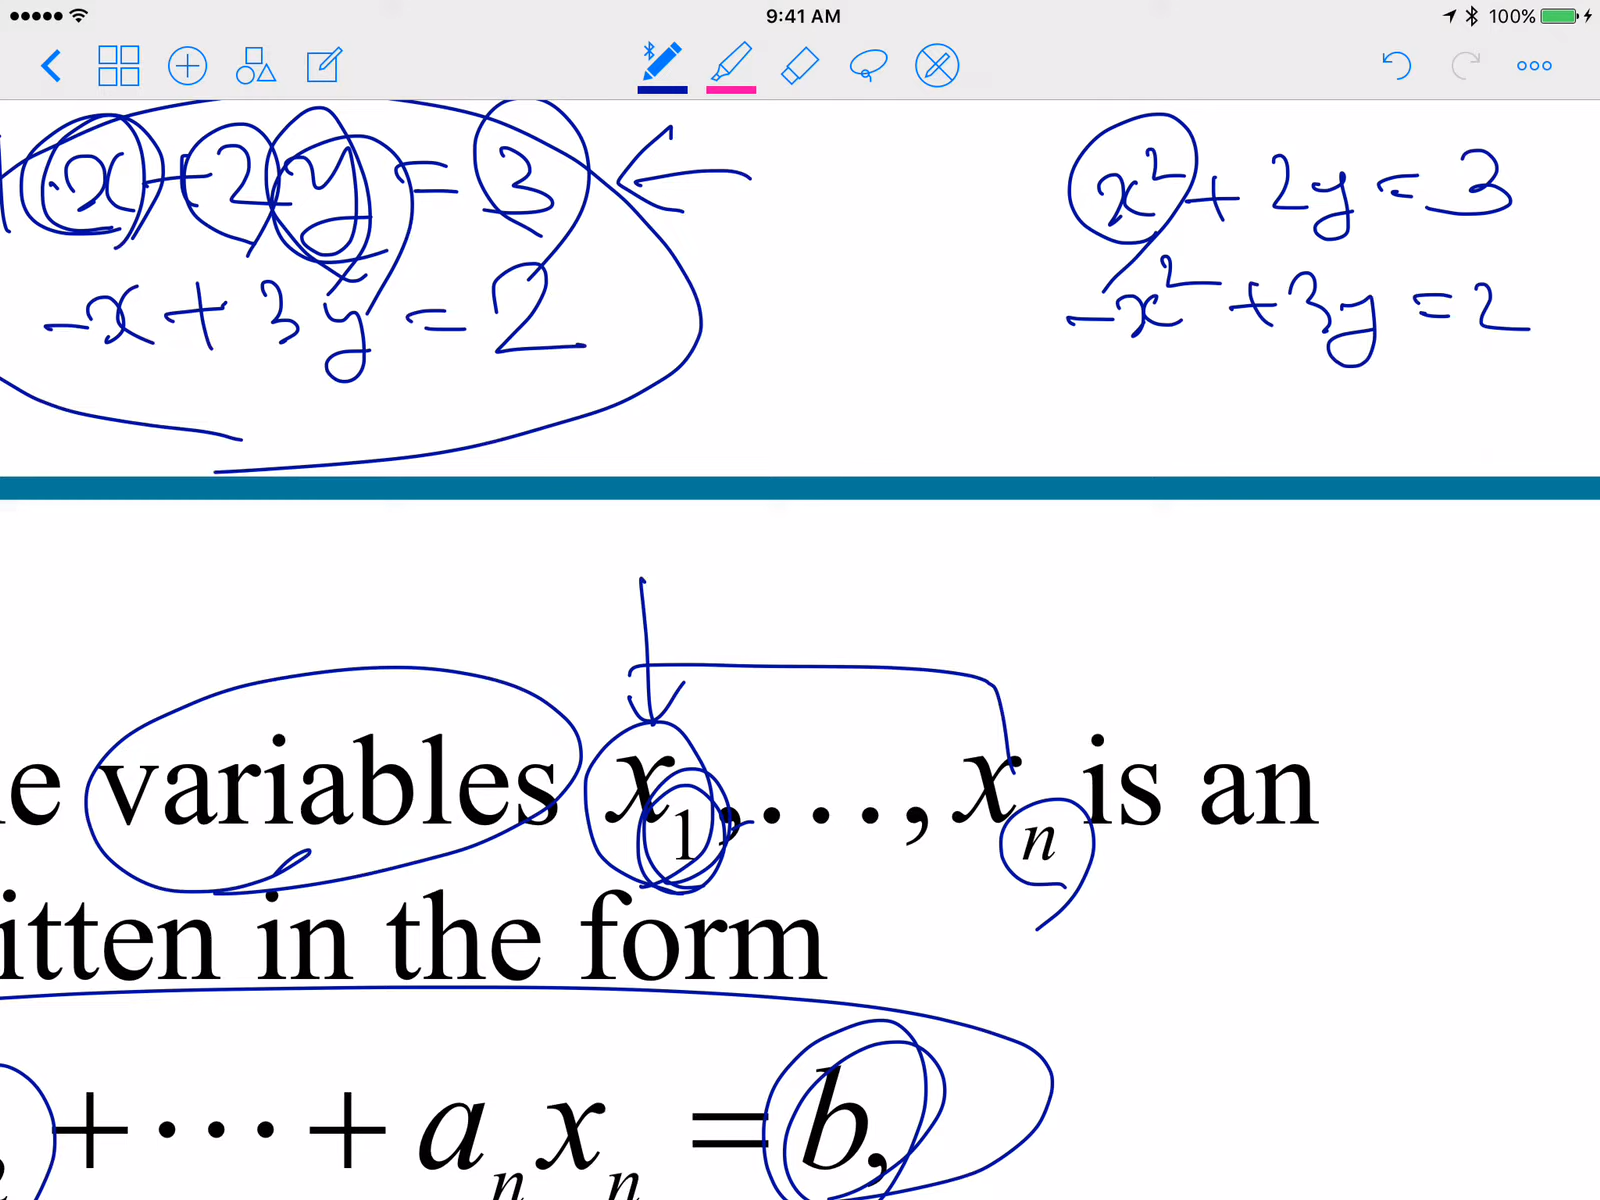 9:41 AM
100%
x + 2y = 3
-x + 3y = 2
x² + 2y = 3
-x² + 3y = 2
e variables x₁,...,xₙ is an
itten in the form
+ ··· + aₙxₙ = b,